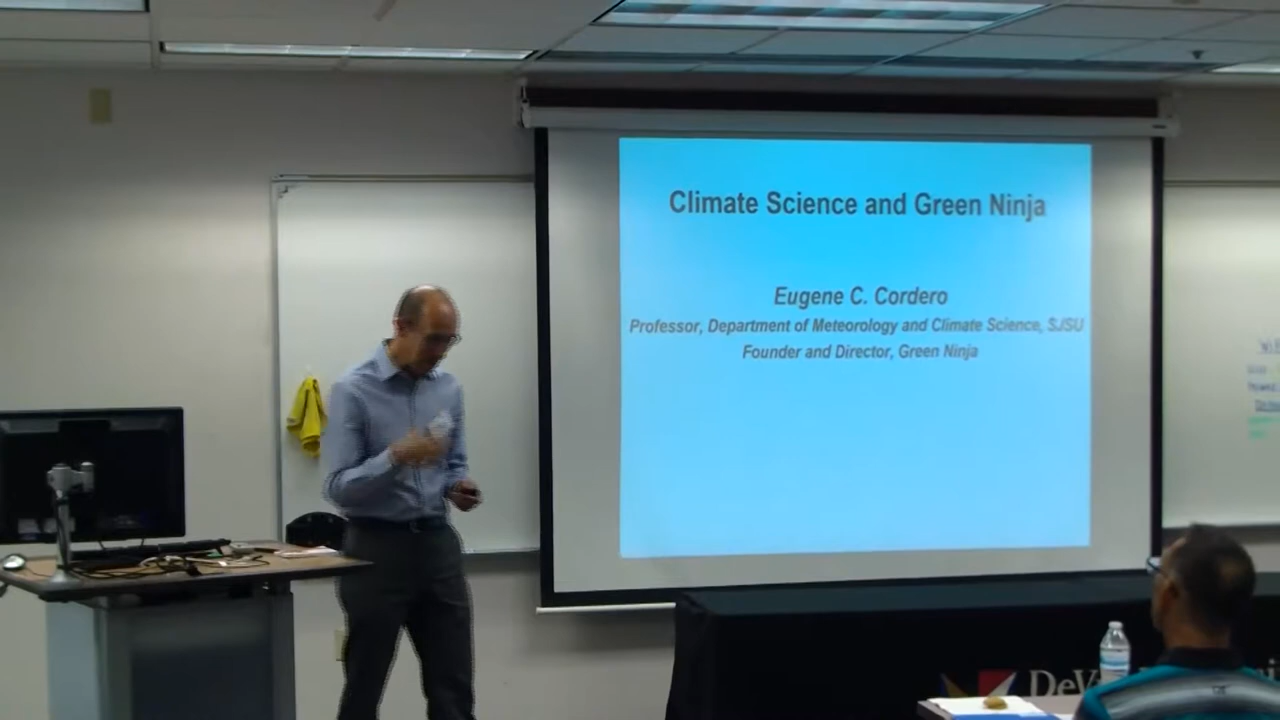 Climate Science and Green Ninja
Eugene C. Cordero
Professor, Department of Meteorology and Climate Science, SJSU
Founder and Director, Green Ninja